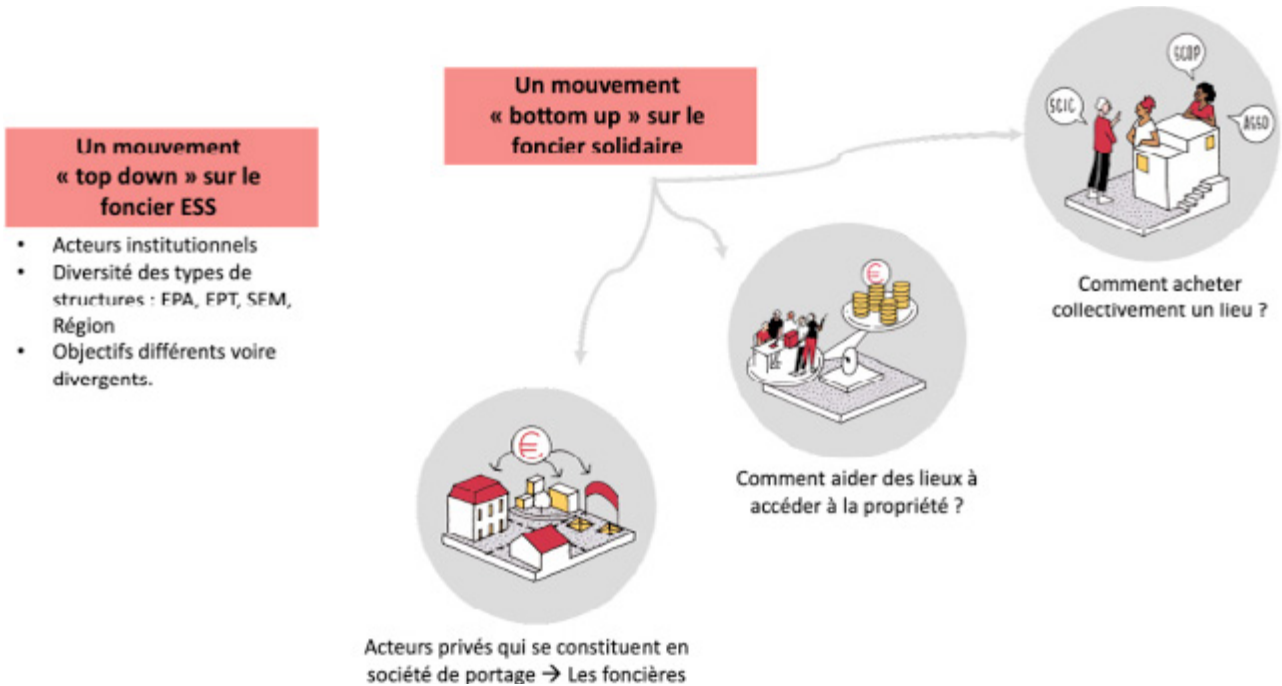 Un mouvement
« top down » sur le
foncier ESS
• Acteurs institutionnels
• Diversité des types de
structures : EPA, EPT, SEM,
Région
• Objectifs différents voire
divergents.
Un mouvement
« bottom up » sur le
foncier solidaire
SCIC
SCOP
ASSO
Comment acheter
collectivement un lieu ?
€
Comment aider des lieux à
accéder à la propriété ?
€
Acteurs privés qui se constituent en
société de portage → Les foncières